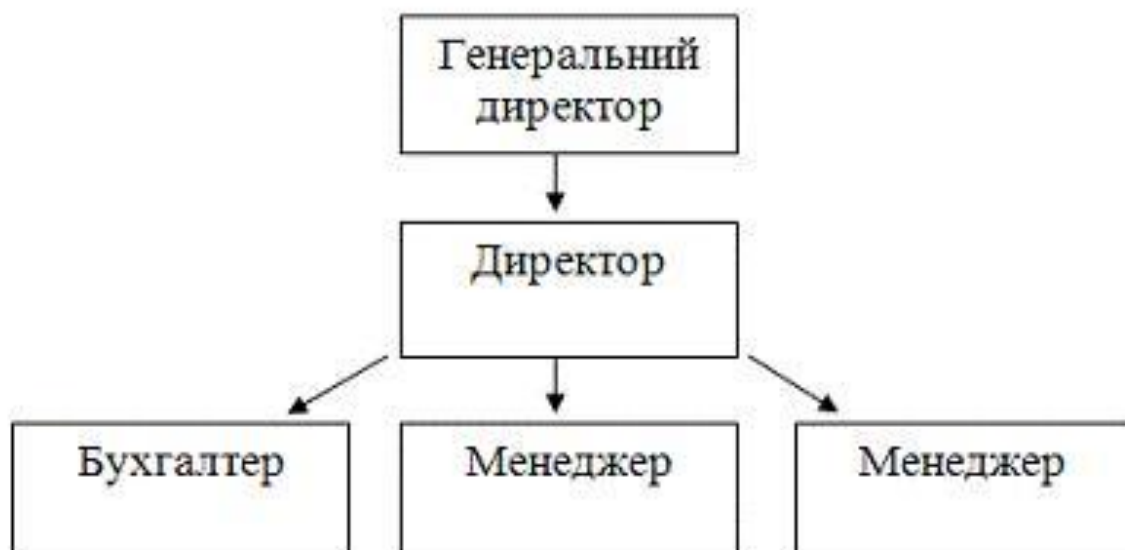 Генеральний
директор
Директор
Бухгалтер
Менеджер
Менеджер